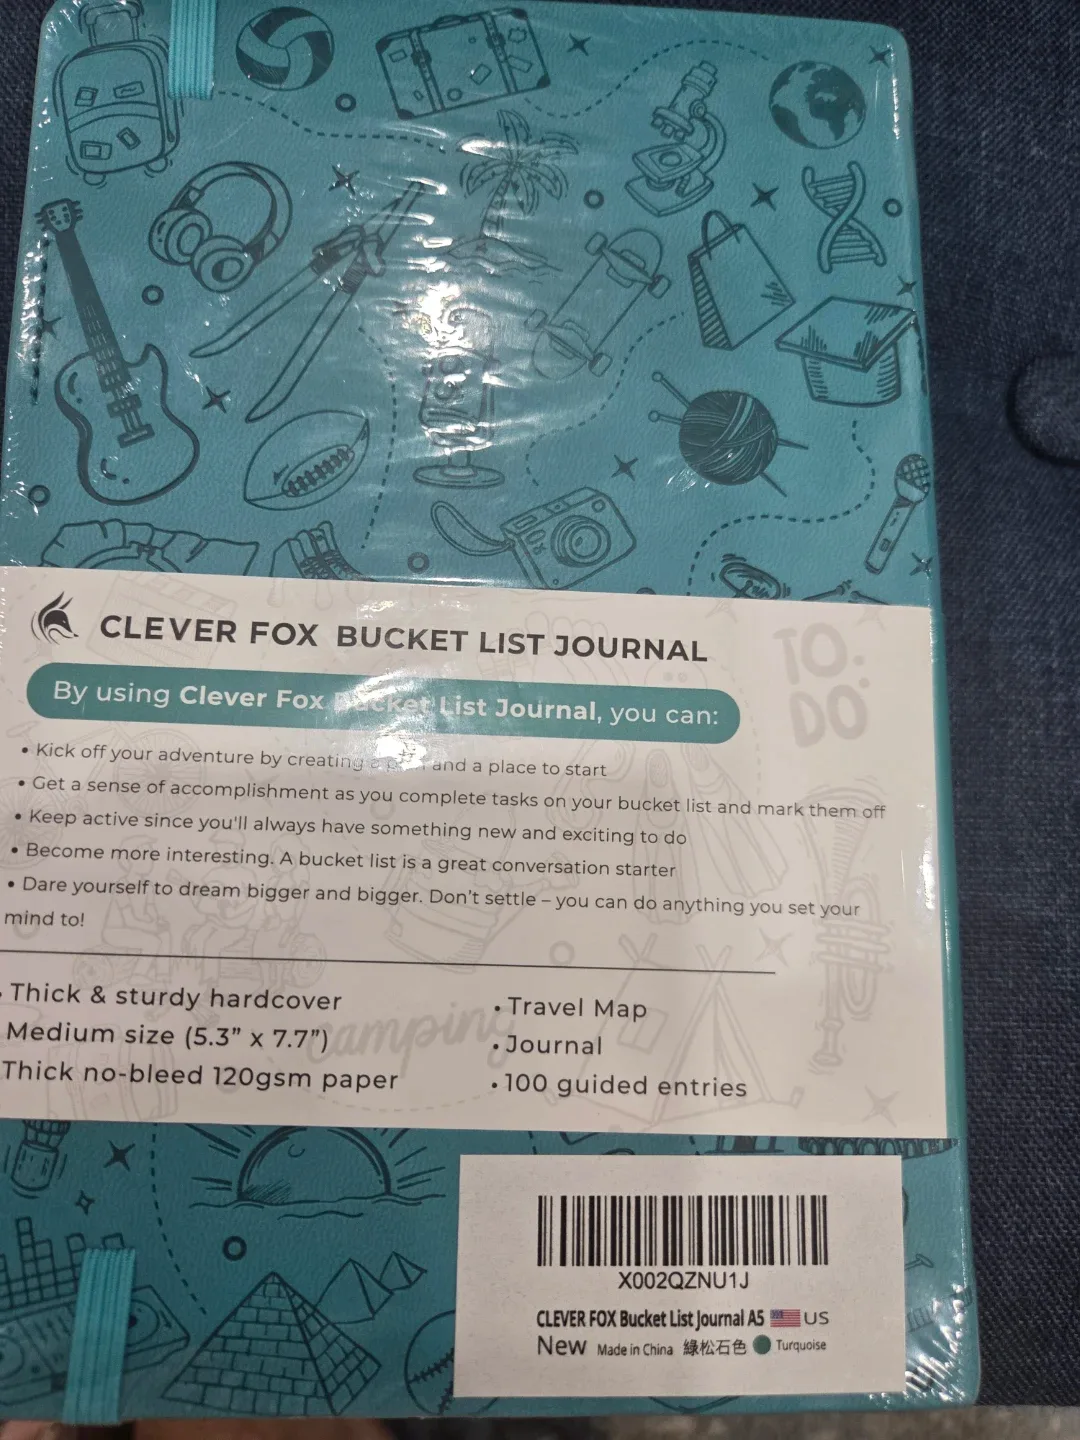 CLEVER FOX BUCKET LIST JOURNAL
TO:
DO:
By using Clever Fox Bucket List Journal, you can:
• Kick off your adventure by creating a plan and a place to start
• Get a sense of accomplishment as you complete tasks on your bucket list and mark them off
• Keep active since you'll always have something new and exciting to do
• Become more interesting. A bucket list is a great conversation starter
• Dare yourself to dream bigger and bigger. Don't settle – you can do anything you set your
mind to!
• Thick & sturdy hardcover
Medium size (5.3” x 7.7”)
Thick no-bleed 120gsm paper
• Travel Map
• Journal
• 100 guided entries
camping
X002QZNU1J
CLEVER FOX Bucket List Journal A5 US
New Made in China 綠松石色 Turquoise